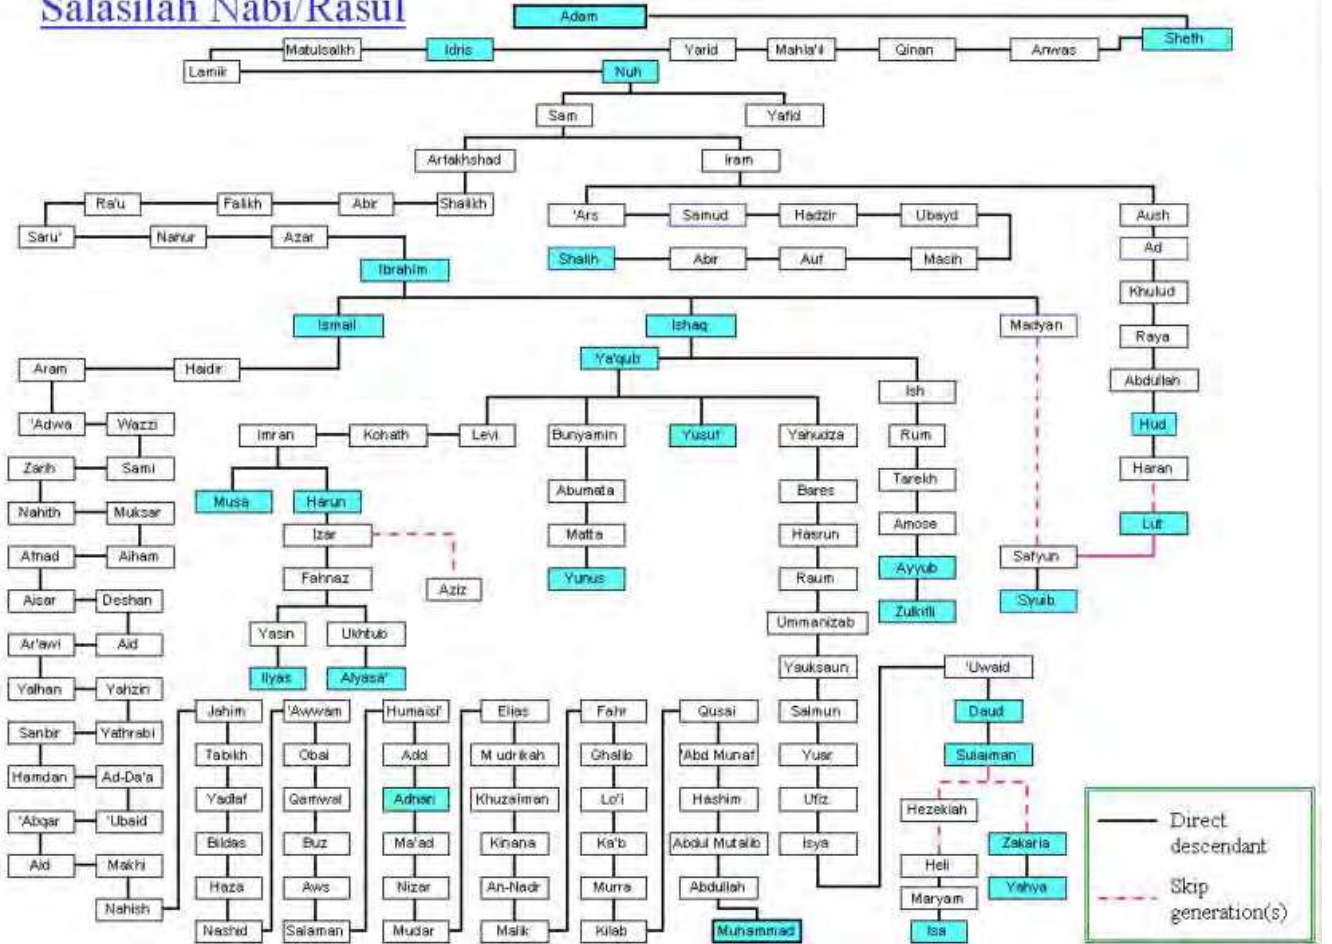 Salasilah Nabi/Rasul
Adam
Sheth
Anwas
Qinan
Mahla'il
Yarid
Idris
Matulsalkh
Lamik
Nuh
Sam
Yafid
Arfakhshad
Iram
Shalikh
Abir
Falikh
Ra'u
Saru'
Nahur
Azar
Ibrahim
'Ars
Samud
Hadzir
Ubayd
Masih
Auf
Abir
Shalih
Aush
Ad
Khulud
Raya
Abdullah
Hud
Haran
Lut
Ismail
Ishaq
Madyan
Safyun
Syuib
Ya'qub
Ish
Rum
Tarekh
Amose
Ayyub
Zulkifli
Levi
Kohath
Imran
Musa
Harun
Izar
Aziz
Fahnaz
Yasin
Ukhtub
Ilyas
Alyasa'
Bunyamin
Abumata
Matta
Yunus
Yusuf
Yahudza
Bares
Hasrun
Raum
Ummanizab
Yauksaun
Salmun
Yuar
Ufiz
Isya
'Uwaid
Daud
Sulaiman
Hezekiah
Heli
Maryam
Isa
Zakaria
Yahya
Haidir
Aram
'Adwa
Wazzi
Sami
Zarih
Nahith
Muksar
Aiham
Afnad
Aisar
Deshan
Aid
Ar'awi
Yalhan
Yahzin
Yathrabi
Sanbir
Hamdan
Ad-Da'a
'Ubaid
'Abqar
Aid
Makhi
Nahish
Jahim
Tabikh
Yadlaf
Bildas
Haza
Nashid
'Awwam
Obai
Qamwal
Buz
Aws
Salaman
Humaisi'
Add
Adnan
Ma'ad
Nizar
Mudar
Elias
Mudrikah
Khuzaiman
Kinana
An-Nadr
Malik
Fahr
Ghalib
Lo'i
Ka'b
Murra
Kilab
Qusai
'Abd Munaf
Hashim
Abdul Mutalib
Abdullah
Muhammad
Direct
descendant
Skip
generation(s)